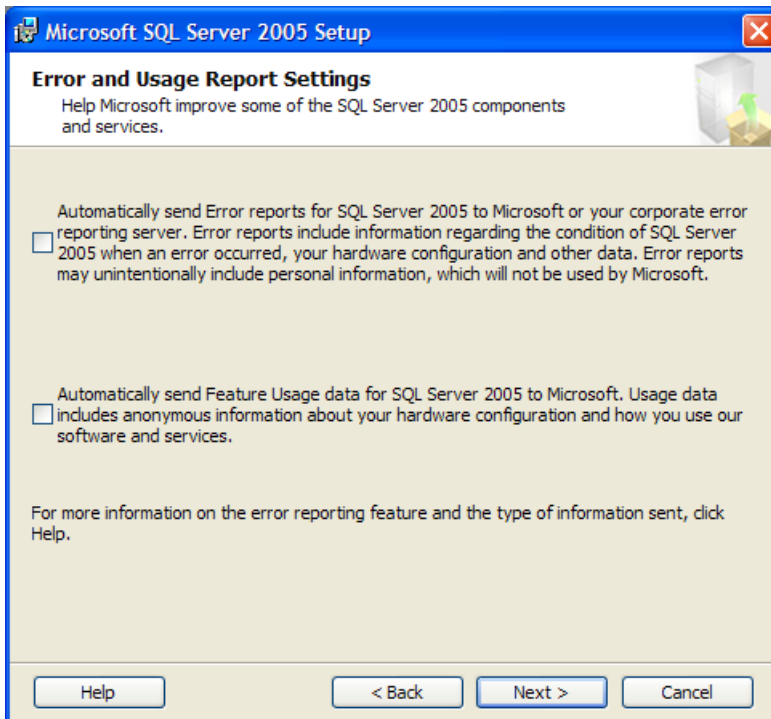 Microsoft SQL Server 2005 Setup
Error and Usage Report Settings
Help Microsoft improve some of the SQL Server 2005 components
and services.
Automatically send Error reports for SQL Server 2005 to Microsoft or your corporate error
reporting server. Error reports include information regarding the condition of SQL Server
2005 when an error occurred, your hardware configuration and other data. Error reports
may unintentionally include personal information, which will not be used by Microsoft.
Automatically send Feature Usage data for SQL Server 2005 to Microsoft. Usage data
includes anonymous information about your hardware configuration and how you use our
software and services.
For more information on the error reporting feature and the type of information sent, click
Help.
Help
< Back
Next >
Cancel